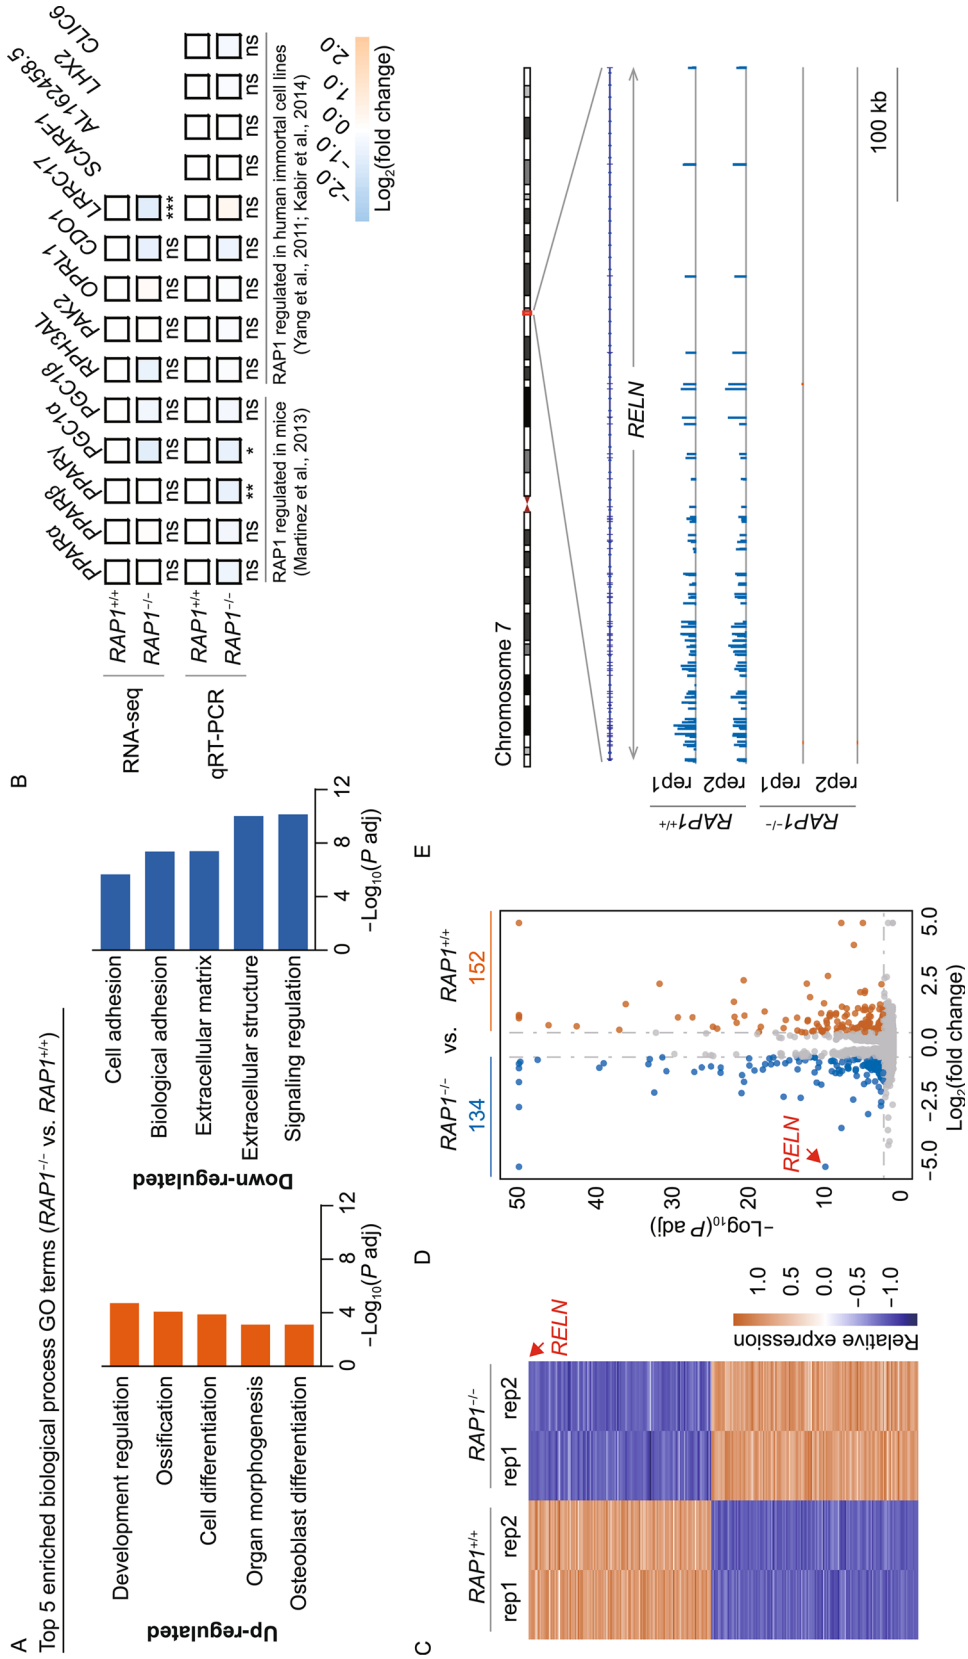 A
Top 5 enriched biological process GO terms (RAP1⁻/⁻ vs. RAP1⁺/⁺)
Up-regulated
Development regulation
Ossification
Cell differentiation
Organ morphogenesis
Osteoblast differentiation
0 4 8 12
−Log₁₀(P adj)
Down-regulated
Cell adhesion
Biological adhesion
Extracellular matrix
Extracellular structure
Signaling regulation
0 4 8 12
−Log₁₀(P adj)
B
PPARα PPARβ PPARγ PGC1α PGC1β RPH3AL PAK2 OPRL1 CDO1 LRRC17 SCARF1 AL162458.5 LHX2 CLIC6
RNA-seq
RAP1⁺/⁺
RAP1⁻/⁻
ns ns ns ns ns ns ns ns ns ***
qRT-PCR
RAP1⁺/⁺
RAP1⁻/⁻
ns ns ** * ns ns ns ns ns ns ns ns ns ns
RAP1 regulated in mice
(Martinez et al., 2013)
RAP1 regulated in human immortal cell lines
(Yang et al., 2011; Kabir et al., 2014)
−2.0 −1.0 0.0 1.0 2.0
Log₂(fold change)
C
RAP1⁺/⁺ RAP1⁻/⁻
rep1 rep2 rep1 rep2
RELN
1.0
0.5
0.0
−0.5
−1.0
Relative expression
D
RAP1⁻/⁻ vs. RAP1⁺/⁺
134 152
50
40
30
20
10
0
−Log₁₀(P adj)
RELN
−5.0 −2.5 0.0 2.5 5.0
Log₂(fold change)
E
Chromosome 7
RELN
RAP1⁺/⁺
rep1
rep2
RAP1⁻/⁻
rep1
rep2
100 kb